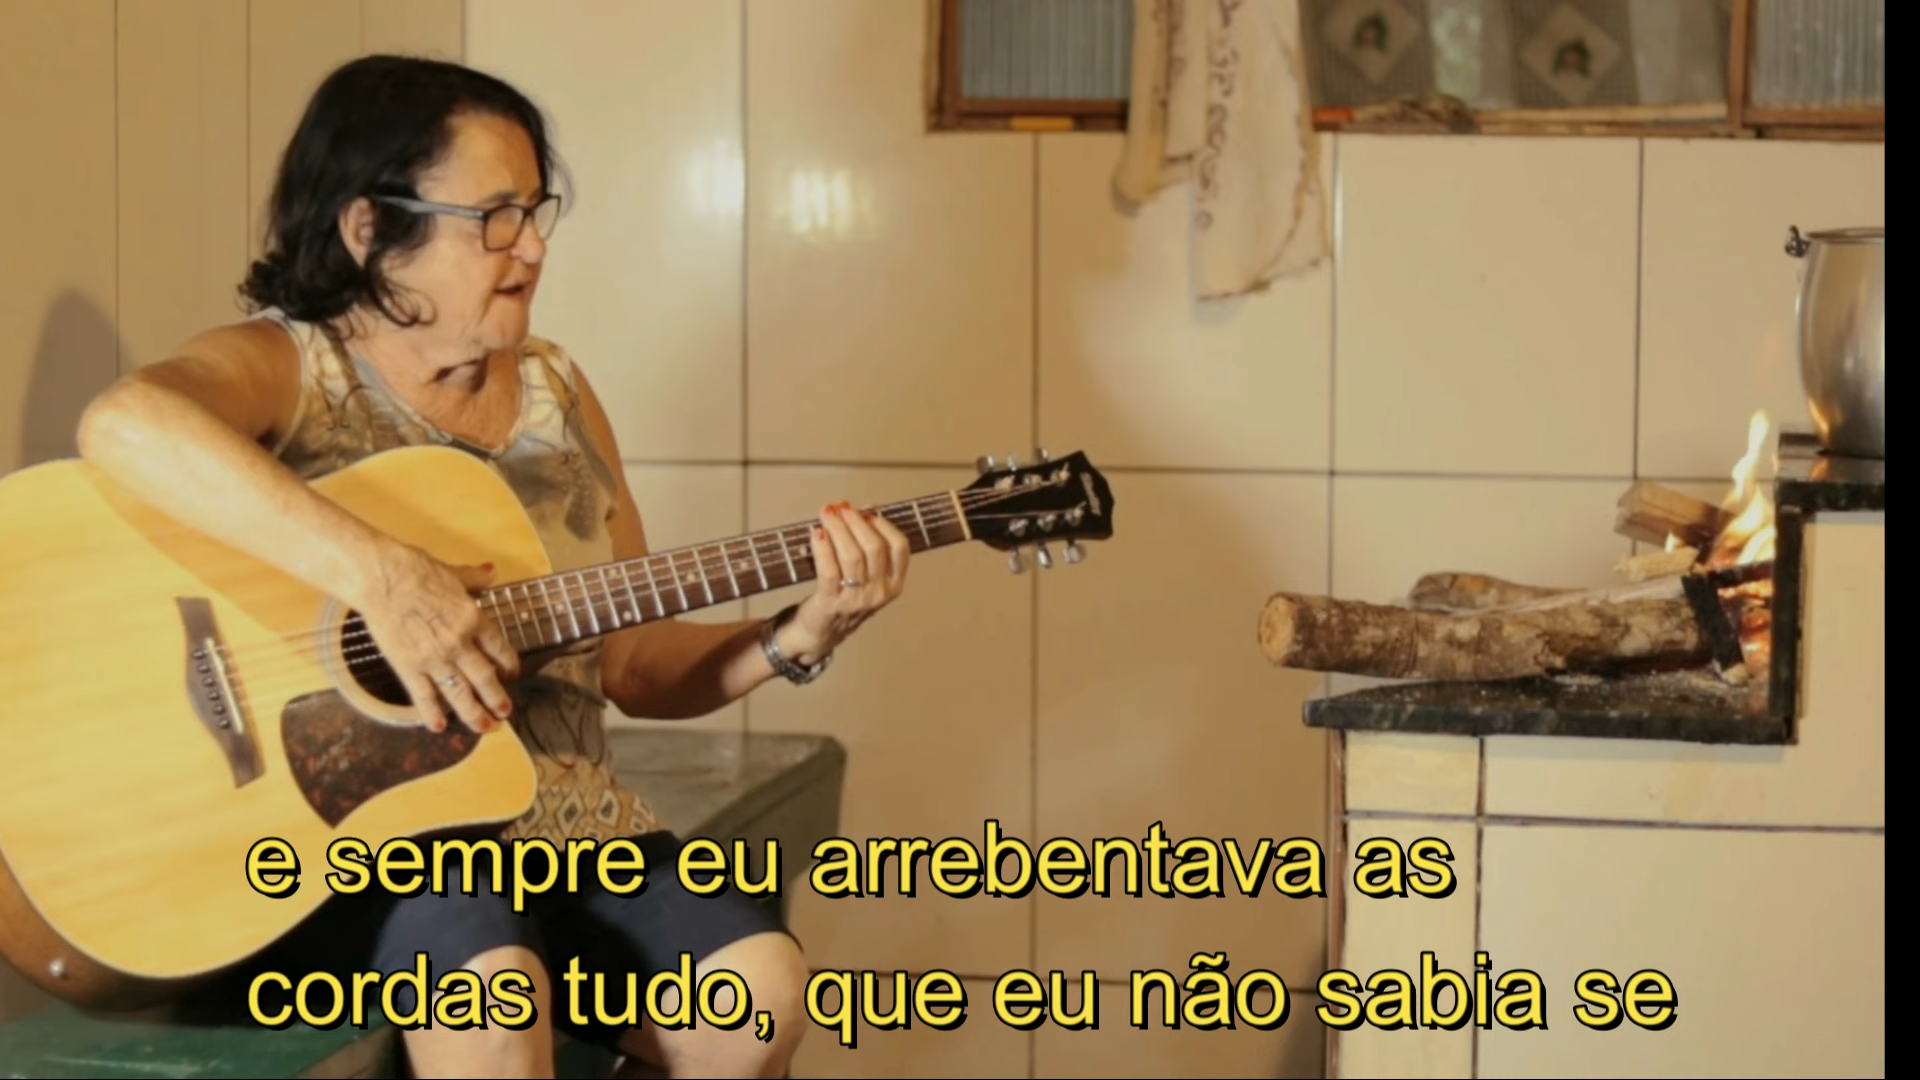 e sempre eu arrebentava as
cordas tudo, que eu não sabia se